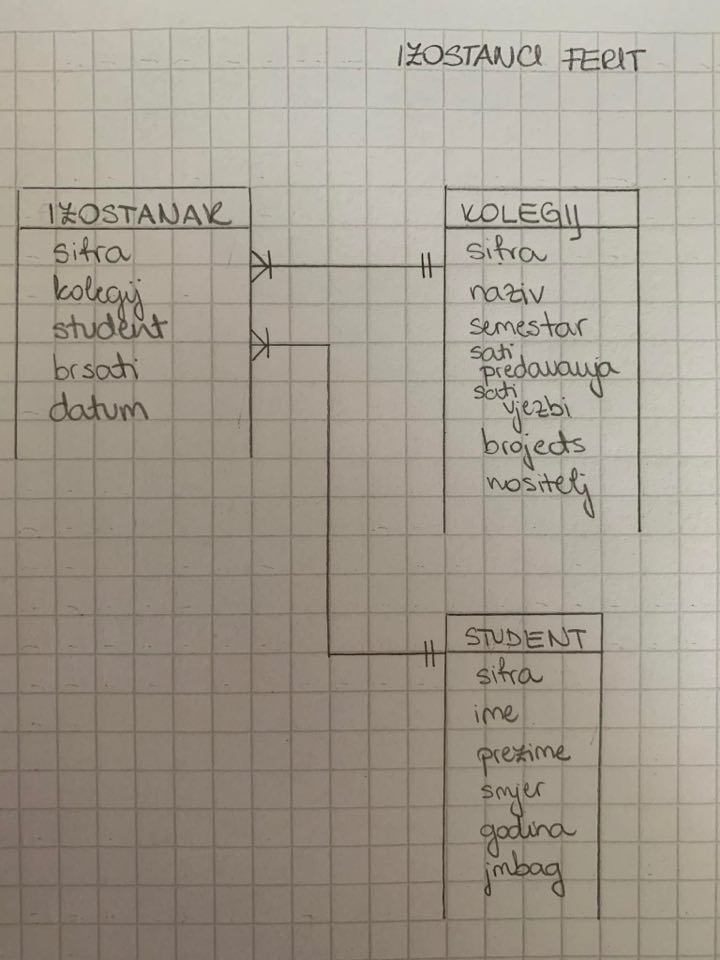 IZOSTANCI FERIT
IZOSTANAK
sifra
kolegij
student
brsati
datum
KOLEGIJ
sifra
naziv
semestar
sati
predavanja
sati
vjezbi
brojects
nositelj
STUDENT
sifra
ime
prezime
smjer
godina
jmbag